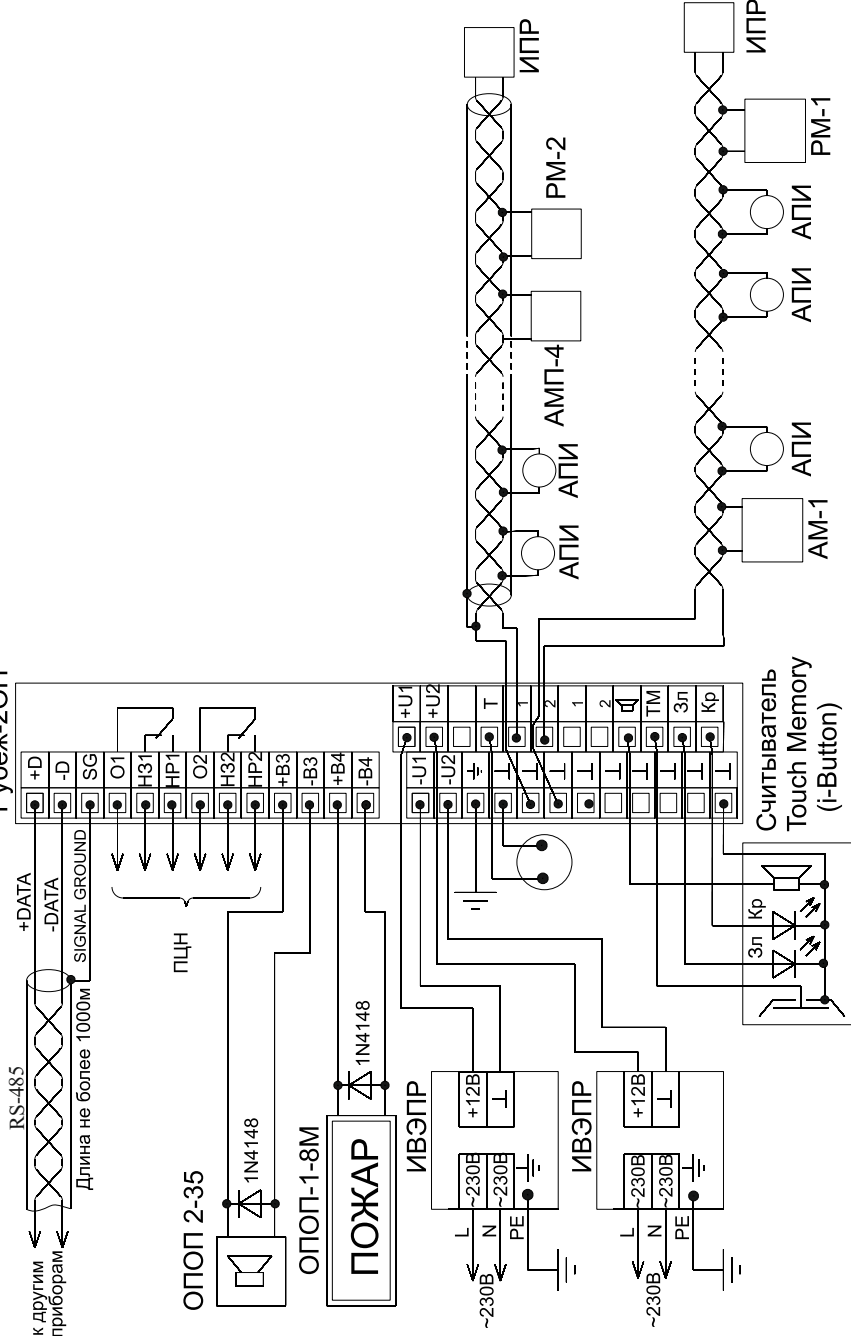 Рубеж-2ОП
ИПР
ИПР
РМ-2
РМ-1
АПИ
АПИ
АМП-4
АПИ
АПИ
АПИ
АМ-1
+D
-D
SG
О1
НЗ1
НР1
О2
НЗ2
НР2
+В3
-В3
+В4
-В4
+U1
+U2
Т
1
2
1
2
ТМ
Зл
Кр
-U1
-U2
Считыватель
Touch Memory
(i-Button)
Зл
Кр
+DATA
-DATA
SIGNAL GROUND
ПЦН
RS-485
Длина не более 1000м
к другим
приборам
1N4148
ОПОП 2-35
1N4148
ОПОП-1-8М
ПОЖАР
ИВЭПР
+12В
~230В
~230В
L
N
PE
~230В
ИВЭПР
+12В
~230В
~230В
L
N
PE
~230В